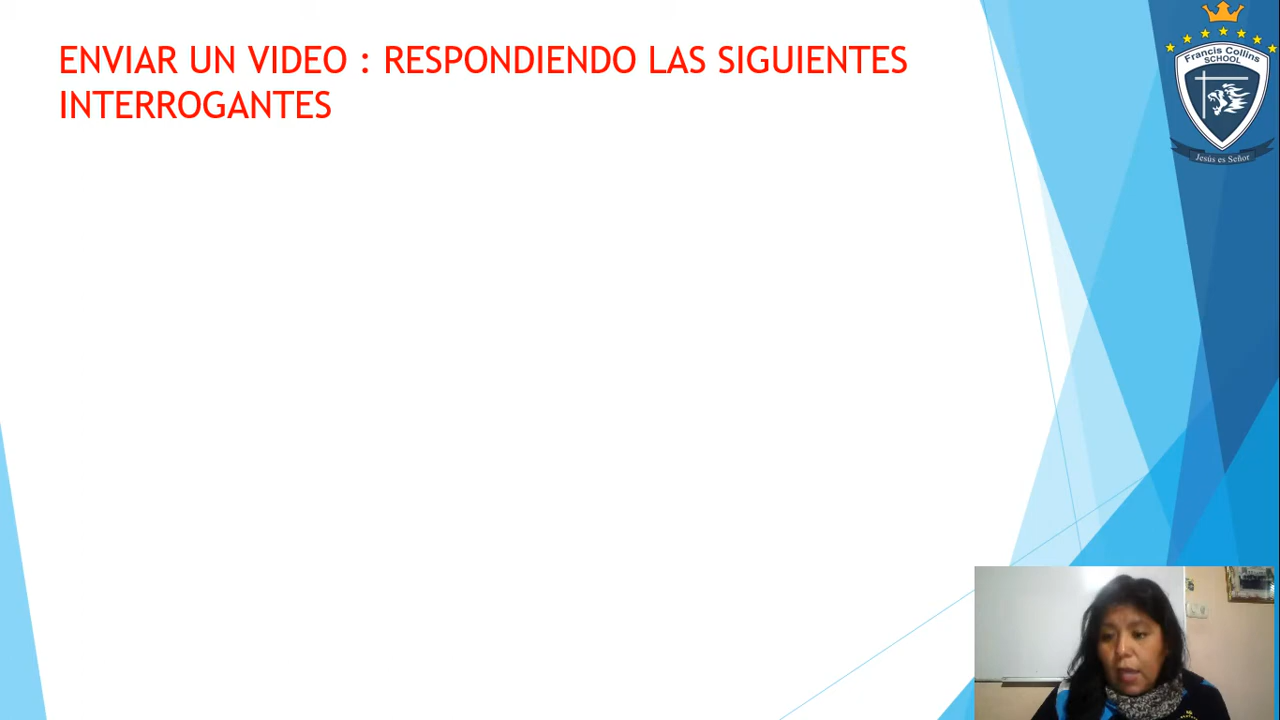 ENVIAR UN VIDEO : RESPONDIENDO LAS SIGUIENTES
INTERROGANTES
Francis Collins
SCHOOL
Jesús es Señor